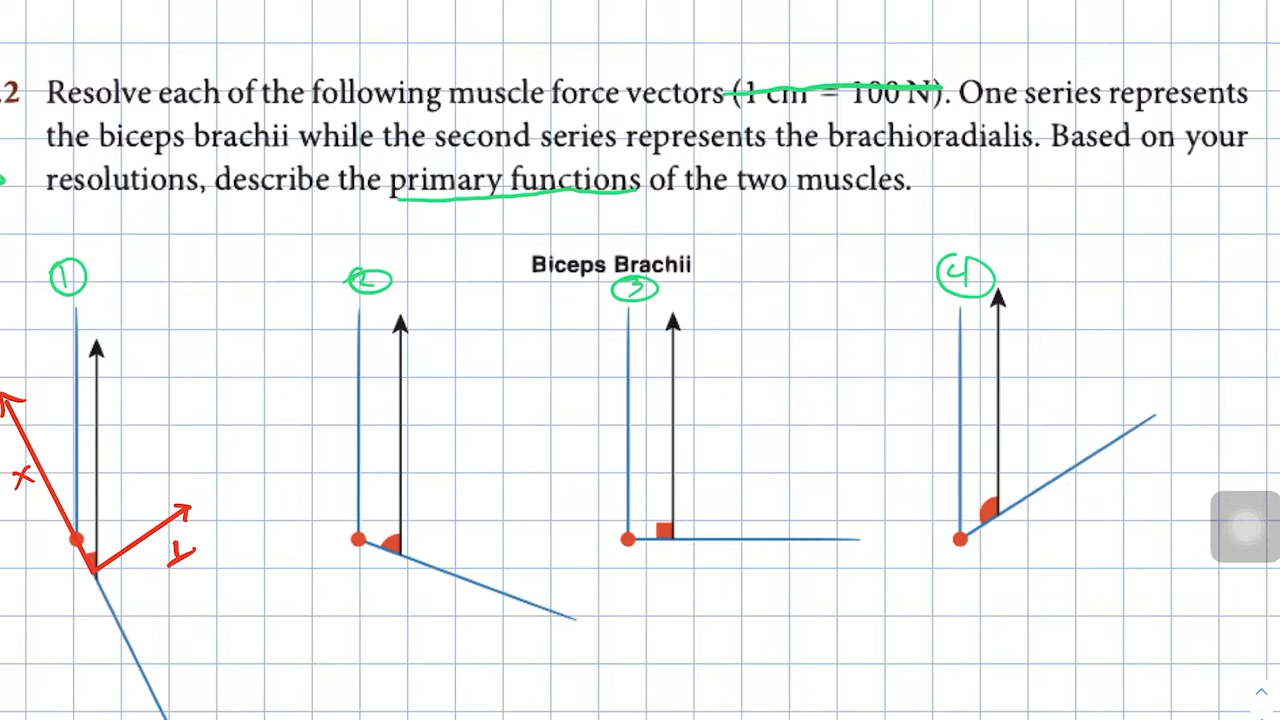 .2 Resolve each of the following muscle force vectors (1 cm = 100 N). One series represents
the biceps brachii while the second series represents the brachioradialis. Based on your
resolutions, describe the primary functions of the two muscles.
Biceps Brachii
1 2 3 4
X
Y